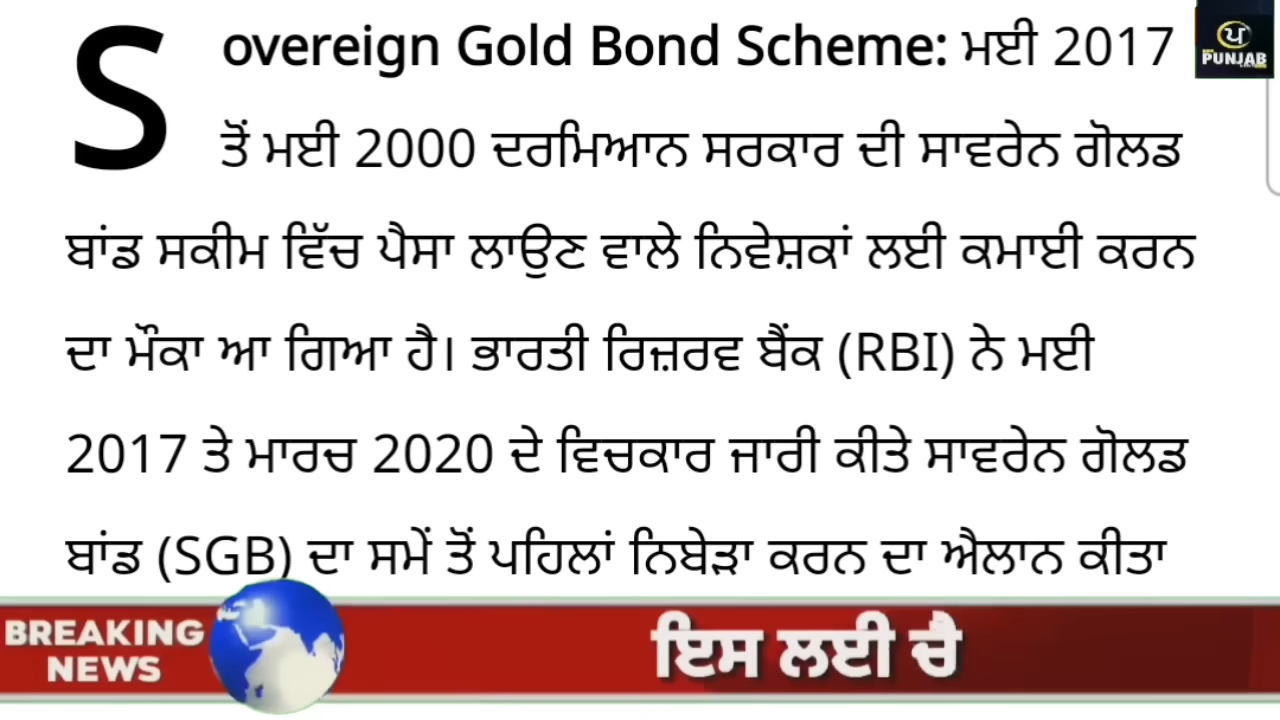 Sovereign Gold Bond Scheme: ਮਈ 2017
ਤੋਂ ਮਈ 2000 ਦਰਮਿਆਨ ਸਰਕਾਰ ਦੀ ਸਾਵਰੇਨ ਗੋਲਡ
ਬਾਂਡ ਸਕੀਮ ਵਿੱਚ ਪੈਸਾ ਲਾਉਣ ਵਾਲੇ ਨਿਵੇਸ਼ਕਾਂ ਲਈ ਕਮਾਈ ਕਰਨ
ਦਾ ਮੌਕਾ ਆ ਗਿਆ ਹੈ। ਭਾਰਤੀ ਰਿਜ਼ਰਵ ਬੈਂਕ (RBI) ਨੇ ਮਈ
2017 ਤੇ ਮਾਰਚ 2020 ਦੇ ਵਿਚਕਾਰ ਜਾਰੀ ਕੀਤੇ ਸਾਵਰੇਨ ਗੋਲਡ
ਬਾਂਡ (SGB) ਦਾ ਸਮੇਂ ਤੋਂ ਪਹਿਲਾਂ ਨਿਬੇੜਾ ਕਰਨ ਦਾ ਐਲਾਨ ਕੀਤਾ
ਪ
PUNJAB
BREAKING
NEWS
ਇਸ ਲਈ ਚੈ